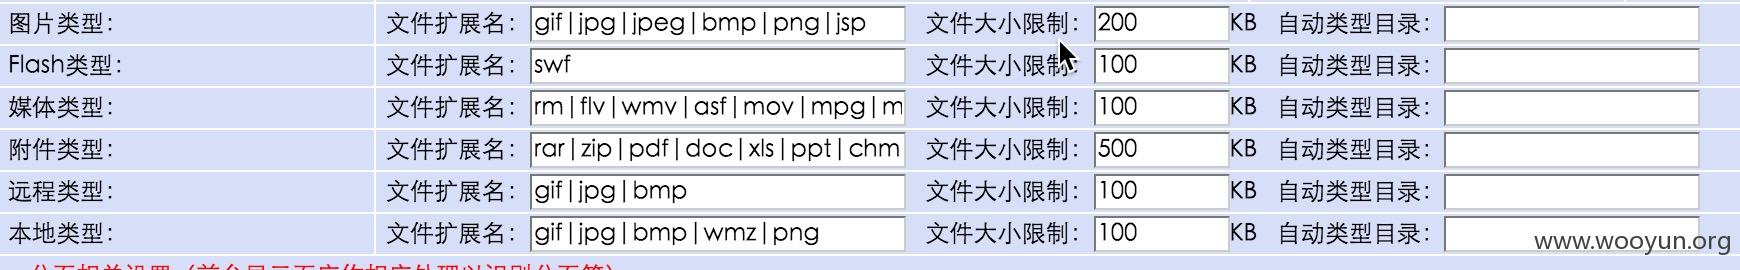 图片类型： 文件扩展名： gif|jpg|jpeg|bmp|png|jsp 文件大小限制： 200 KB 自动类型目录：
Flash类型： 文件扩展名： swf 文件大小限制： 100 KB 自动类型目录：
媒体类型： 文件扩展名： rm|flv|wmv|asf|mov|mpg|m 文件大小限制： 100 KB 自动类型目录：
附件类型： 文件扩展名： rar|zip|pdf|doc|xls|ppt|chm 文件大小限制： 500 KB 自动类型目录：
远程类型： 文件扩展名： gif|jpg|bmp 文件大小限制： 100 KB 自动类型目录：
本地类型： 文件扩展名： gif|jpg|bmp|wmz|png 文件大小限制： 100 KB 自动类型目录：
www.wooyun.org